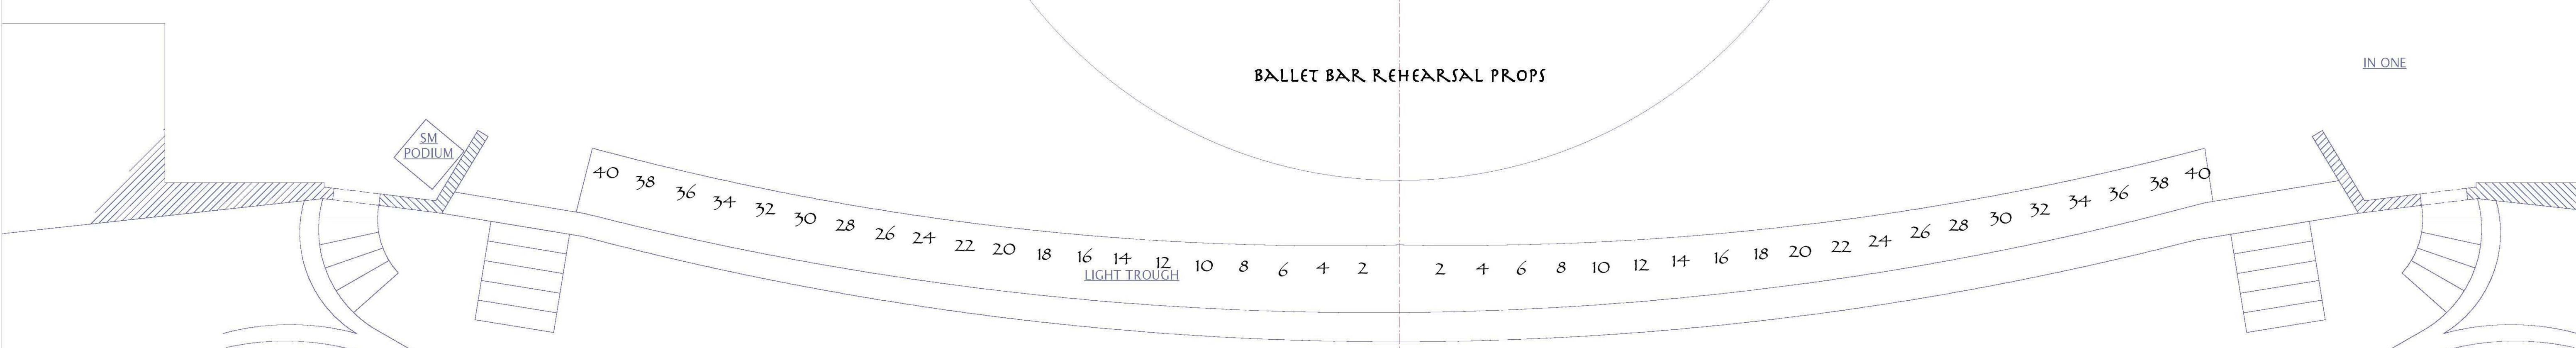 IN ONE
BALLET BAR REHEARSAL PROPS
SM
PODIUM
40 38 36 34 32 30 28 26 24 22 20 18 16 14 12 10 8 6 4 2 2 4 6 8 10 12 14 16 18 20 22 24 26 28 30 32 34 36 38 40
LIGHT TROUGH